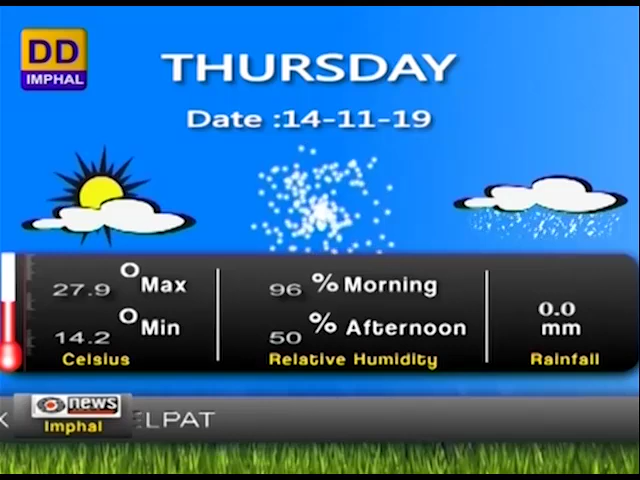 DD
IMPHAL
THURSDAY
Date :14-11-19
27.9 O Max
14.2 O Min
Celsius
96 % Morning
50 % Afternoon
Relative Humidity
0.0
mm
Rainfall
news
Imphal
ELPAT